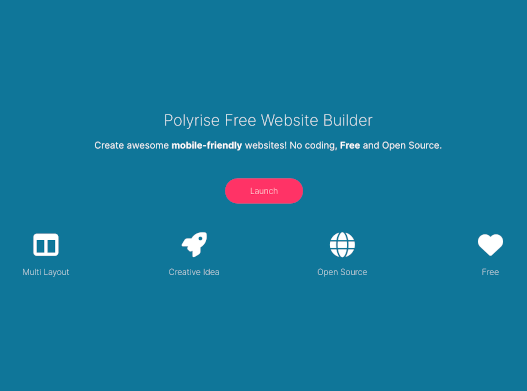 Polyrise Free Website Builder
Create awesome mobile-friendly websites! No coding, Free and Open Source.
Launch
Multi Layout
Creative Idea
Open Source
Free